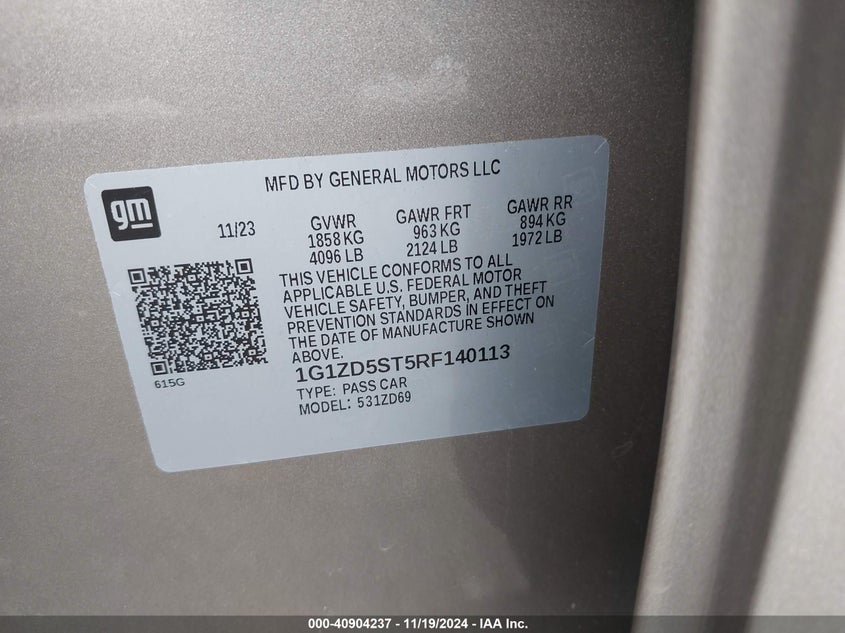 MFD BY GENERAL MOTORS LLC
gm
11/23
GVWR
1858 KG
4096 LB
GAWR FRT
963 KG
2124 LB
GAWR RR
894 KG
1972 LB
THIS VEHICLE CONFORMS TO ALL
APPLICABLE U.S. FEDERAL MOTOR
VEHICLE SAFETY, BUMPER, AND THEFT
PREVENTION STANDARDS IN EFFECT ON
THE DATE OF MANUFACTURE SHOWN
ABOVE.
615G
1G1ZD5ST5RF140113
TYPE: PASS CAR
MODEL: 531ZD69
000-40904237 - 11/19/2024 - IAA Inc.